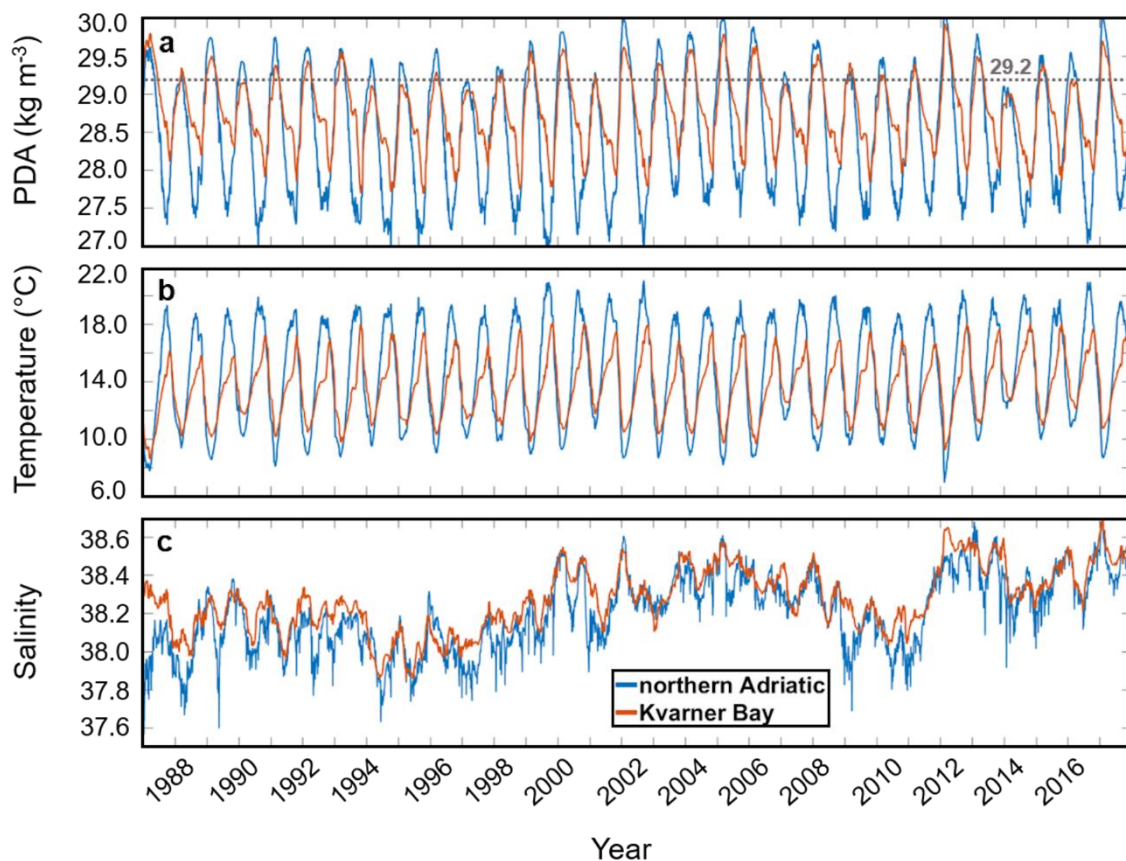 a
PDA (kg m-3)
30.0
29.5
29.0
28.5
28.0
27.5
27.0
29.2
b
Temperature (°C)
22.0
18.0
14.0
10.0
6.0
c
Salinity
38.6
38.4
38.2
38.0
37.8
37.6
northern Adriatic
Kvarner Bay
1988 1990 1992 1994 1996 1998 2000 2002 2004 2006 2008 2010 2012 2014 2016
Year